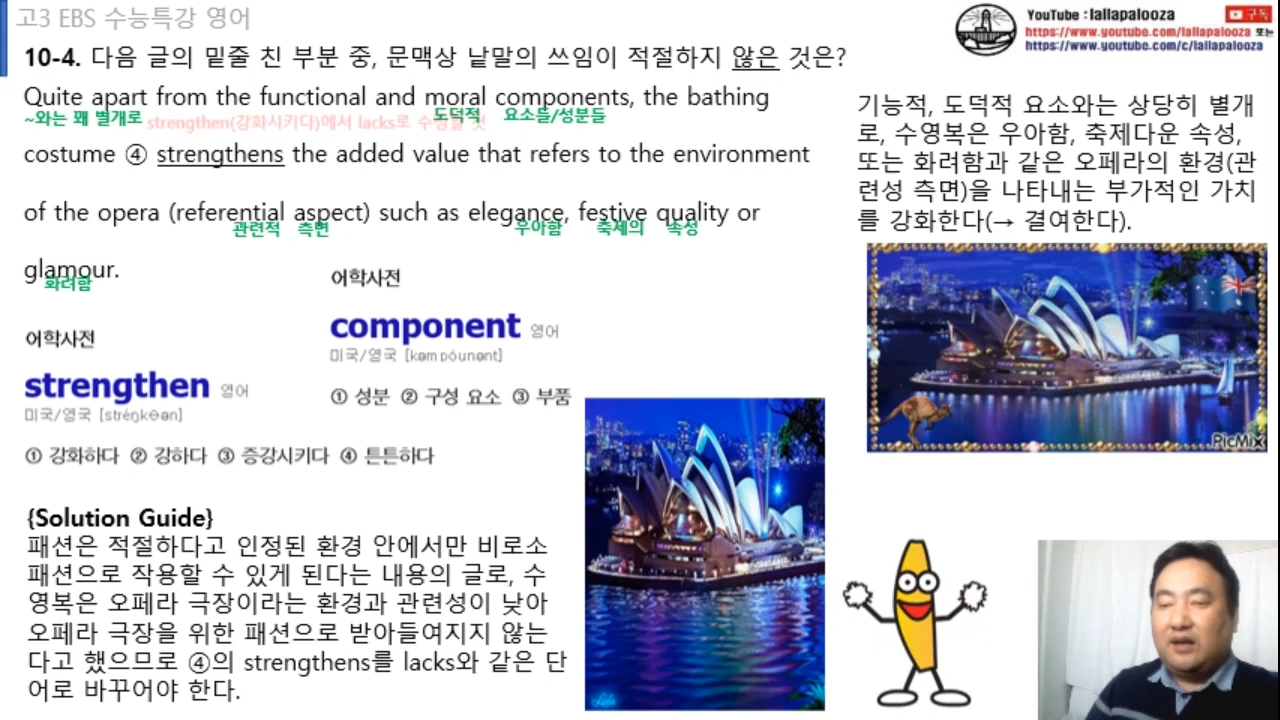 고3 EBS 수능특강 영어
YouTube : lallapalooza 구독
https://www.youtube.com/lallapalooza 또는
https://www.youtube.com/c/lallapalooza
10-4. 다음 글의 밑줄 친 부분 중, 문맥상 낱말의 쓰임이 적절하지 않은 것은?
Quite apart from the functional and moral components, the bathing
~와는 꽤 별개로 strengthen(강화시키다)에서 lacks로 수정할 것 도덕적 요소들/성분들
costume ④ strengthens the added value that refers to the environment
of the opera (referential aspect) such as elegance, festive quality or
관련적 측면 우아함 축제의 속성
glamour.
화려함
기능적, 도덕적 요소와는 상당히 별개
로, 수영복은 우아함, 축제다운 속성,
또는 화려함과 같은 오페라의 환경(관
련성 측면)을 나타내는 부가적인 가치
를 강화한다(→ 결여한다).
어학사전
component 영어
미국/영국 [kəmpóunənt]
① 성분 ② 구성 요소 ③ 부품
어학사전
strengthen 영어
미국/영국 [stréŋkθən]
① 강화하다 ② 강하다 ③ 증강시키다 ④ 튼튼하다
PicMix
{Solution Guide}
패션은 적절하다고 인정된 환경 안에서만 비로소
패션으로 작용할 수 있게 된다는 내용의 글로, 수
영복은 오페라 극장이라는 환경과 관련성이 낮아
오페라 극장을 위한 패션으로 받아들여지지 않는
다고 했으므로 ④의 strengthens를 lacks와 같은 단
어로 바꾸어야 한다.